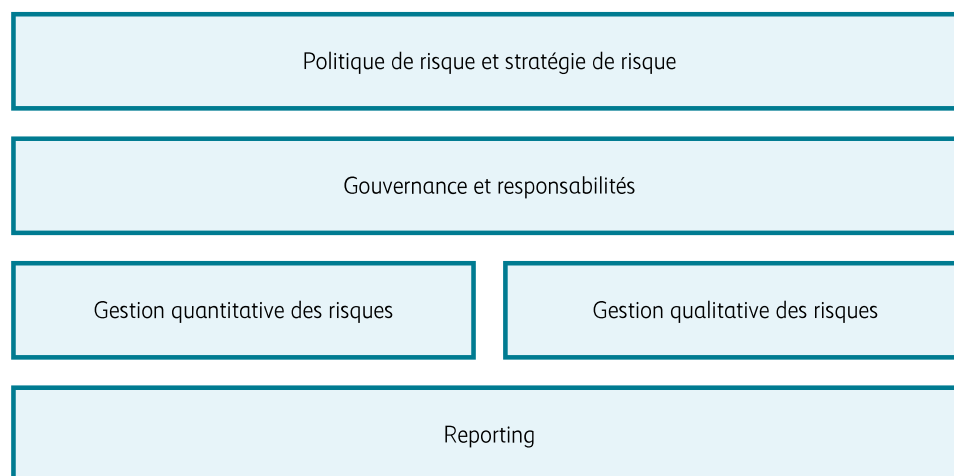 Politique de risque et stratégie de risque
Gouvernance et responsabilités
Gestion quantitative des risques
Gestion qualitative des risques
Reporting